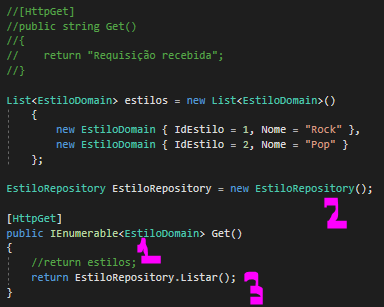 //[HttpGet]
//public string Get()
//{
//    return "Requisição recebida";
//}
List<EstiloDomain> estilos = new List<EstiloDomain>()
{
new EstiloDomain { IdEstilo = 1, Nome = "Rock" },
new EstiloDomain { IdEstilo = 2, Nome = "Pop" }
};
EstiloRepository EstiloRepository = new EstiloRepository();
2
[HttpGet]
public IEnumerable<EstiloDomain> Get()
1
{
//return estilos;
return EstiloRepository.Listar();
3
}